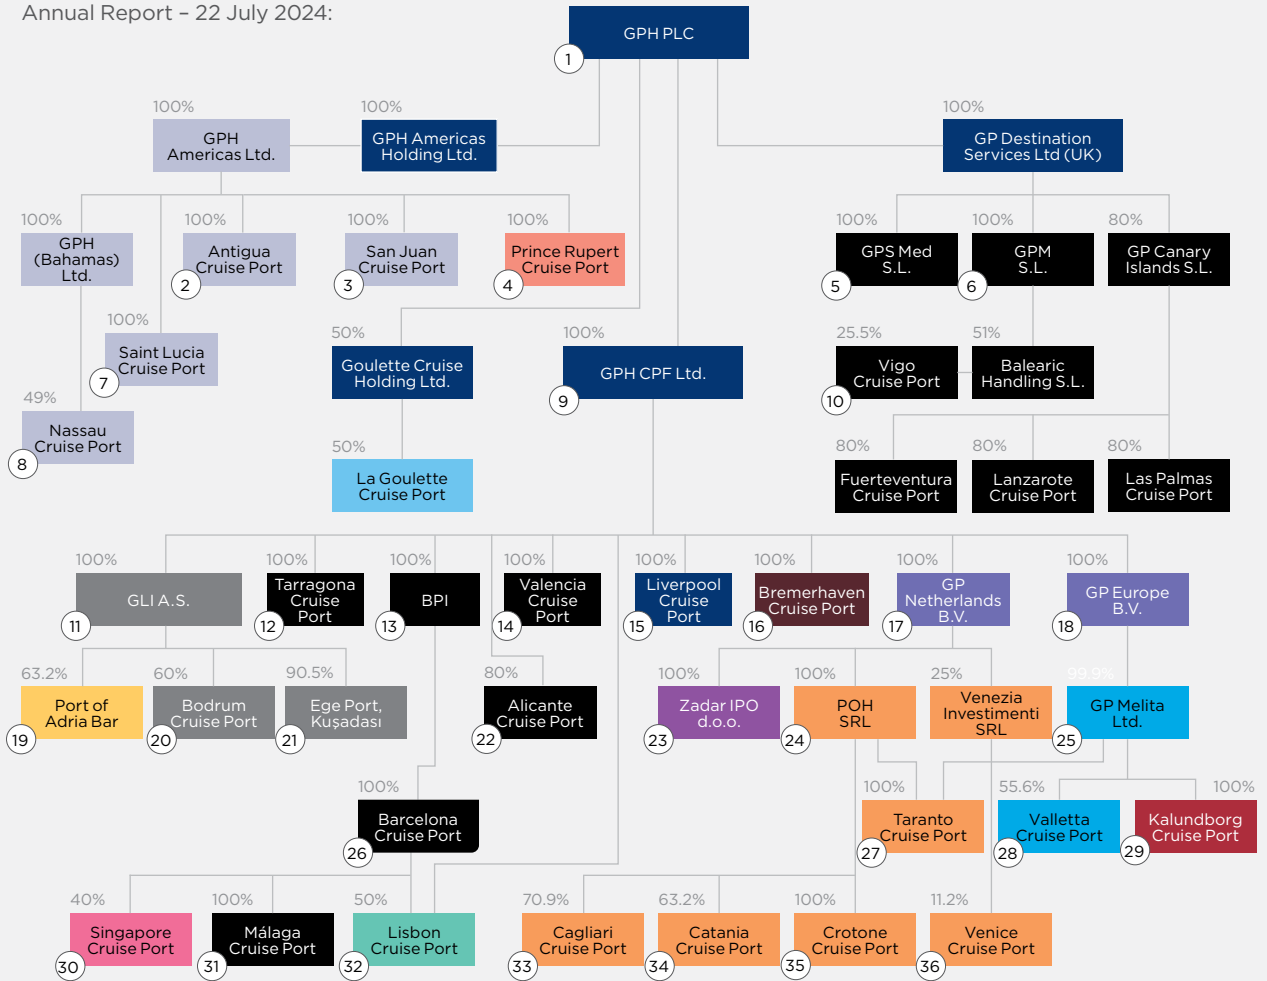 Annual Report – 22 July 2024:
GPH PLC
1
100%
GPH
Americas Ltd.
100%
GPH Americas
Holding Ltd.
100%
GP Destination
Services Ltd (UK)
100%
GPH
(Bahamas)
Ltd.
100%
Antigua
Cruise Port
2
100%
San Juan
Cruise Port
3
100%
Prince Rupert
Cruise Port
4
100%
GPS Med
S.L.
5
100%
GPM
S.L.
6
80%
GP Canary
Islands S.L.
100%
Saint Lucia
Cruise Port
7
49%
Nassau
Cruise Port
8
50%
Goulette Cruise
Holding Ltd.
100%
GPH CPF Ltd.
9
25.5%
Vigo
Cruise Port
10
51%
Balearic
Handling S.L.
50%
La Goulette
Cruise Port
80%
Fuerteventura
Cruise Port
80%
Lanzarote
Cruise Port
80%
Las Palmas
Cruise Port
100%
GLI A.S.
11
100%
Tarragona
Cruise
Port
12
100%
BPI
13
100%
Valencia
Cruise
Port
14
100%
Liverpool
Cruise
Port
15
100%
Bremerhaven
Cruise Port
16
100%
GP
Netherlands
B.V.
17
100%
GP Europe
B.V.
18
63.2%
Port of
Adria Bar
19
60%
Bodrum
Cruise Port
20
90.5%
Ege Port,
Kuşadası
21
80%
Alicante
Cruise Port
22
100%
Zadar IPO
d.o.o.
23
100%
POH
SRL
24
25%
Venezia
Investimenti
SRL
99.9%
GP Melita
Ltd.
25
100%
Barcelona
Cruise Port
26
100%
Taranto
Cruise Port
27
55.6%
Valletta
Cruise Port
28
100%
Kalundborg
Cruise Port
29
40%
Singapore
Cruise Port
30
100%
Málaga
Cruise Port
31
50%
Lisbon
Cruise Port
32
70.9%
Cagliari
Cruise Port
33
63.2%
Catania
Cruise Port
34
100%
Crotone
Cruise Port
35
11.2%
Venice
Cruise Port
36